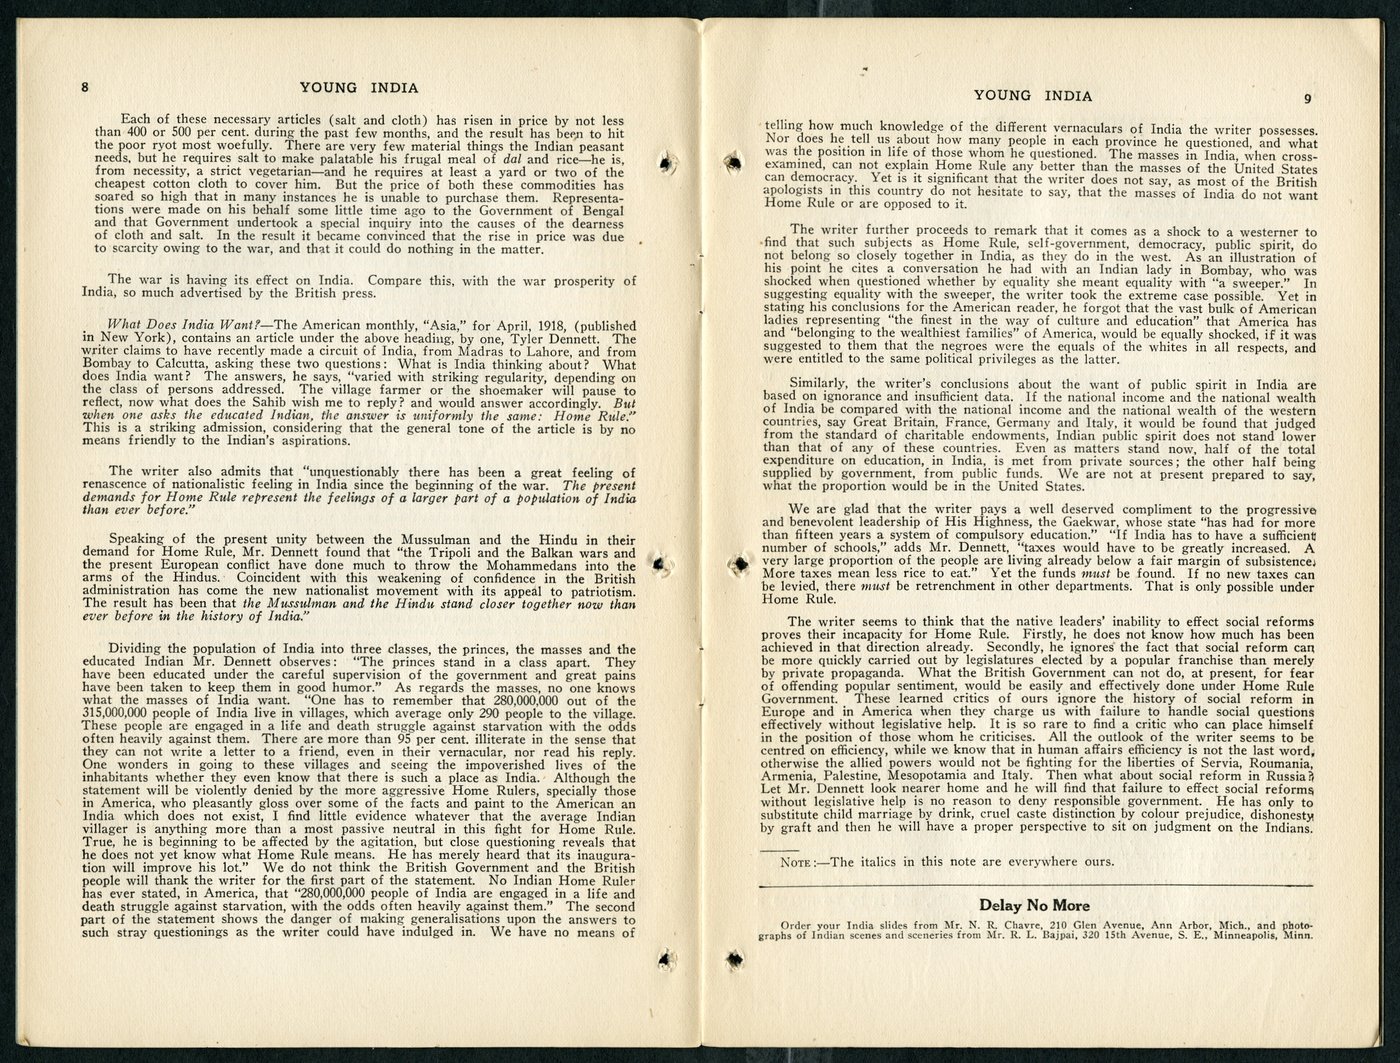 8
YOUNG INDIA
Each of these necessary articles (salt and cloth) has risen in price by not less
than 400 or 500 per cent. during the past few months, and the result has been to hit
the poor ryot most woefully. There are very few material things the Indian peasant
needs, but he requires salt to make palatable his frugal meal of dal and rice—he is,
from necessity, a strict vegetarian—and he requires at least a yard or two of the
cheapest cotton cloth to cover him. But the price of both these commodities has
soared so high that in many instances he is unable to purchase them. Representa-
tions were made on his behalf some little time ago to the Government of Bengal
and that Government undertook a special inquiry into the causes of the dearness
of cloth and salt. In the result it became convinced that the rise in price was due
to scarcity owing to the war, and that it could do nothing in the matter.
The war is having its effect on India. Compare this, with the war prosperity of
India, so much advertised by the British press.
What Does India Want?—The American monthly, "Asia," for April, 1918, (published
in New York), contains an article under the above heading, by one, Tyler Dennett. The
writer claims to have recently made a circuit of India, from Madras to Lahore, and from
Bombay to Calcutta, asking these two questions: What is India thinking about? What
does India want? The answers, he says, "varied with striking regularity, depending on
the class of persons addressed. The village farmer or the shoemaker will pause to
reflect, now what does the Sahib wish me to reply? and would answer accordingly. But
when one asks the educated Indian, the answer is uniformly the same: Home Rule."
This is a striking admission, considering that the general tone of the article is by no
means friendly to the Indian's aspirations.
The writer also admits that "unquestionably there has been a great feeling of
renascence of nationalistic feeling in India since the beginning of the war. The present
demands for Home Rule represent the feelings of a larger part of a population of India
than ever before."
Speaking of the present unity between the Mussulman and the Hindu in their
demand for Home Rule, Mr. Dennett found that "the Tripoli and the Balkan wars and
the present European conflict have done much to throw the Mohammedans into the
arms of the Hindus. Coincident with this weakening of confidence in the British
administration has come the new nationalist movement with its appeal to patriotism.
The result has been that the Mussulman and the Hindu stand closer together now than
ever before in the history of India."
Dividing the population of India into three classes, the princes, the masses and the
educated Indian Mr. Dennett observes: "The princes stand in a class apart. They
have been educated under the careful supervision of the government and great pains
have been taken to keep them in good humor." As regards the masses, no one knows
what the masses of India want. "One has to remember that 280,000,000 out of the
315,000,000 people of India live in villages, which average only 290 people to the village.
These people are engaged in a life and death struggle against starvation with the odds
often heavily against them. There are more than 95 per cent. illiterate in the sense that
they can not write a letter to a friend, even in their vernacular, nor read his reply.
One wonders in going to these villages and seeing the impoverished lives of the
inhabitants whether they even know that there is such a place as India. Although the
statement will be violently denied by the more aggressive Home Rulers, specially those
in America, who pleasantly gloss over some of the facts and paint to the American an
India which does not exist, I find little evidence whatever that the average Indian
villager is anything more than a most passive neutral in this fight for Home Rule.
True, he is beginning to be affected by the agitation, but close questioning reveals that
he does not yet know what Home Rule means. He has merely heard that its inaugura-
tion will improve his lot." We do not think the British Government and the British
people will thank the writer for the first part of the statement. No Indian Home Ruler
has ever stated, in America, that "280,000,000 people of India are engaged in a life and
death struggle against starvation, with the odds often heavily against them." The second
part of the statement shows the danger of making generalisations upon the answers to
such stray questionings as the writer could have indulged in. We have no means of
YOUNG INDIA
9
telling how much knowledge of the different vernaculars of India the writer possesses.
Nor does he tell us about how many people in each province he questioned, and what
was the position in life of those whom he questioned. The masses in India, when cross-
examined, can not explain Home Rule any better than the masses of the United States
can democracy. Yet is it significant that the writer does not say, as most of the British
apologists in this country do not hesitate to say, that the masses of India do not want
Home Rule or are opposed to it.
The writer further proceeds to remark that it comes as a shock to a westerner to
find that such subjects as Home Rule, self-government, democracy, public spirit, do
not belong so closely together in India, as they do in the west. As an illustration of
his point he cites a conversation he had with an Indian lady in Bombay, who was
shocked when questioned whether by equality she meant equality with "a sweeper." In
suggesting equality with the sweeper, the writer took the extreme case possible. Yet in
stating his conclusions for the American reader, he forgot that the vast bulk of American
ladies representing "the finest in the way of culture and education" that America has
and "belonging to the wealthiest families" of America, would be equally shocked, if it was
suggested to them that the negroes were the equals of the whites in all respects, and
were entitled to the same political privileges as the latter.
Similarly, the writer's conclusions about the want of public spirit in India are
based on ignorance and insufficient data. If the national income and the national wealth
of India be compared with the national income and the national wealth of the western
countries, say Great Britain, France, Germany and Italy, it would be found that judged
from the standard of charitable endowments, Indian public spirit does not stand lower
than that of any of these countries. Even as matters stand now, half of the total
expenditure on education, in India, is met from private sources; the other half being
supplied by government, from public funds. We are not at present prepared to say,
what the proportion would be in the United States.
We are glad that the writer pays a well deserved compliment to the progressive
and benevolent leadership of His Highness, the Gaekwar, whose state "has had for more
than fifteen years a system of compulsory education." "If India has to have a sufficient
number of schools," adds Mr. Dennett, "taxes would have to be greatly increased. A
very large proportion of the people are living already below a fair margin of subsistence.
More taxes mean less rice to eat." Yet the funds must be found. If no new taxes can
be levied, there must be retrenchment in other departments. That is only possible under
Home Rule.
The writer seems to think that the native leaders' inability to effect social reforms
proves their incapacity for Home Rule. Firstly, he does not know how much has been
achieved in that direction already. Secondly, he ignores the fact that social reform can
be more quickly carried out by legislatures elected by a popular franchise than merely
by private propaganda. What the British Government can not do, at present, for fear
of offending popular sentiment, would be easily and effectively done under Home Rule
Government. These learned critics of ours ignore the history of social reform in
Europe and in America when they charge us with failure to handle social questions
effectively without legislative help. It is so rare to find a critic who can place himself
in the position of those whom he criticises. All the outlook of the writer seems to be
centred on efficiency, while we know that in human affairs efficiency is not the last word,
otherwise the allied powers would not be fighting for the liberties of Servia, Roumania,
Armenia, Palestine, Mesopotamia and Italy. Then what about social reform in Russia?
Let Mr. Dennett look nearer home and he will find that failure to effect social reforms
without legislative help is no reason to deny responsible government. He has only to
substitute child marriage by drink, cruel caste distinction by colour prejudice, dishonesty
by graft and then he will have a proper perspective to sit on judgment on the Indians.
NOTE:—The italics in this note are everywhere ours.
Delay No More
Order your India slides from Mr. N. R. Chavre, 210 Glen Avenue, Ann Arbor, Mich., and photo-
graphs of Indian scenes and sceneries from Mr. R. L. Bajpai, 320 15th Avenue, S. E., Minneapolis, Minn.